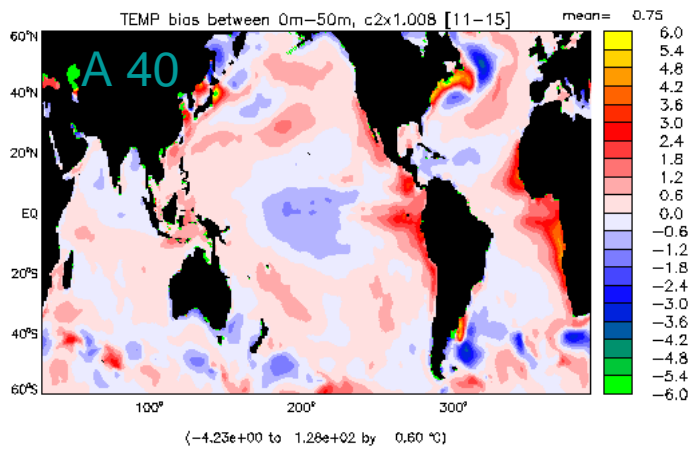 TEMP bias between 0m−50m, c2x1.008 [11−15]
mean= 0.75
A 40
60°N
40°N
20°N
EQ
20°S
40°S
60°S
100°
200°
300°
6.0
5.4
4.8
4.2
3.6
3.0
2.4
1.8
1.2
0.6
0.0
−0.6
−1.2
−1.8
−2.4
−3.0
−3.6
−4.2
−4.8
−5.4
−6.0
(−4.23e+00 to 1.28e+02 by 0.60 °C)